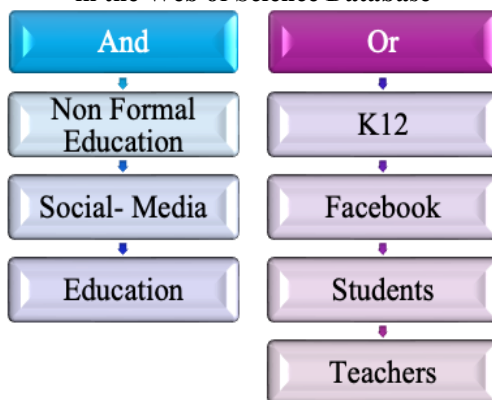 in the Web of Science Database
And
Non Formal
Education
Social- Media
Education
Or
K12
Facebook
Students
Teachers